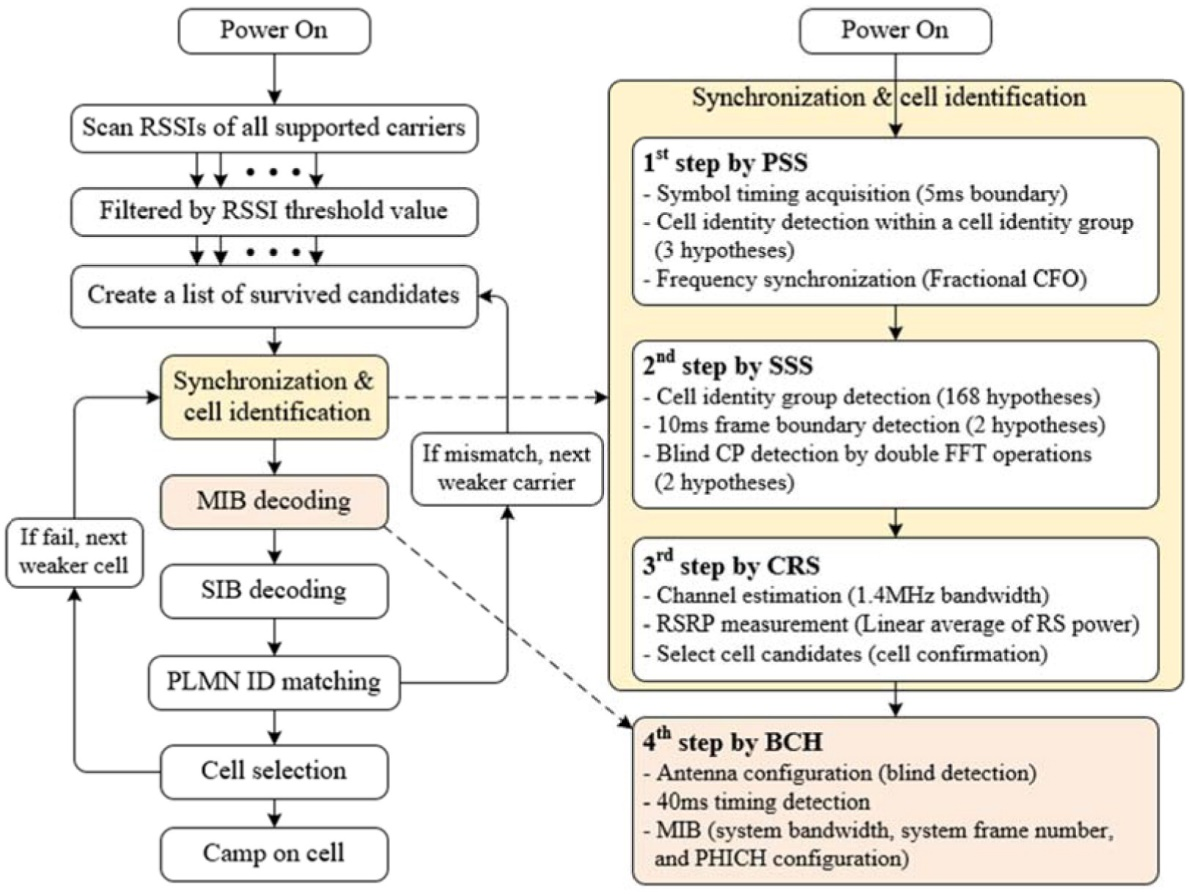 Power On
Scan RSSIs of all supported carriers
Filtered by RSSI threshold value
Create a list of survived candidates
Synchronization &
cell identification
If mismatch, next
weaker carrier
MIB decoding
If fail, next
weaker cell
SIB decoding
PLMN ID matching
Cell selection
Camp on cell
Power On
Synchronization & cell identification
1st step by PSS
- Symbol timing acquisition (5ms boundary)
- Cell identity detection within a cell identity group
(3 hypotheses)
- Frequency synchronization (Fractional CFO)
2nd step by SSS
- Cell identity group detection (168 hypotheses)
- 10ms frame boundary detection (2 hypotheses)
- Blind CP detection by double FFT operations
(2 hypotheses)
3rd step by CRS
- Channel estimation (1.4MHz bandwidth)
- RSRP measurement (Linear average of RS power)
- Select cell candidates (cell confirmation)
4th step by BCH
- Antenna configuration (blind detection)
- 40ms timing detection
- MIB (system bandwidth, system frame number,
and PHICH configuration)